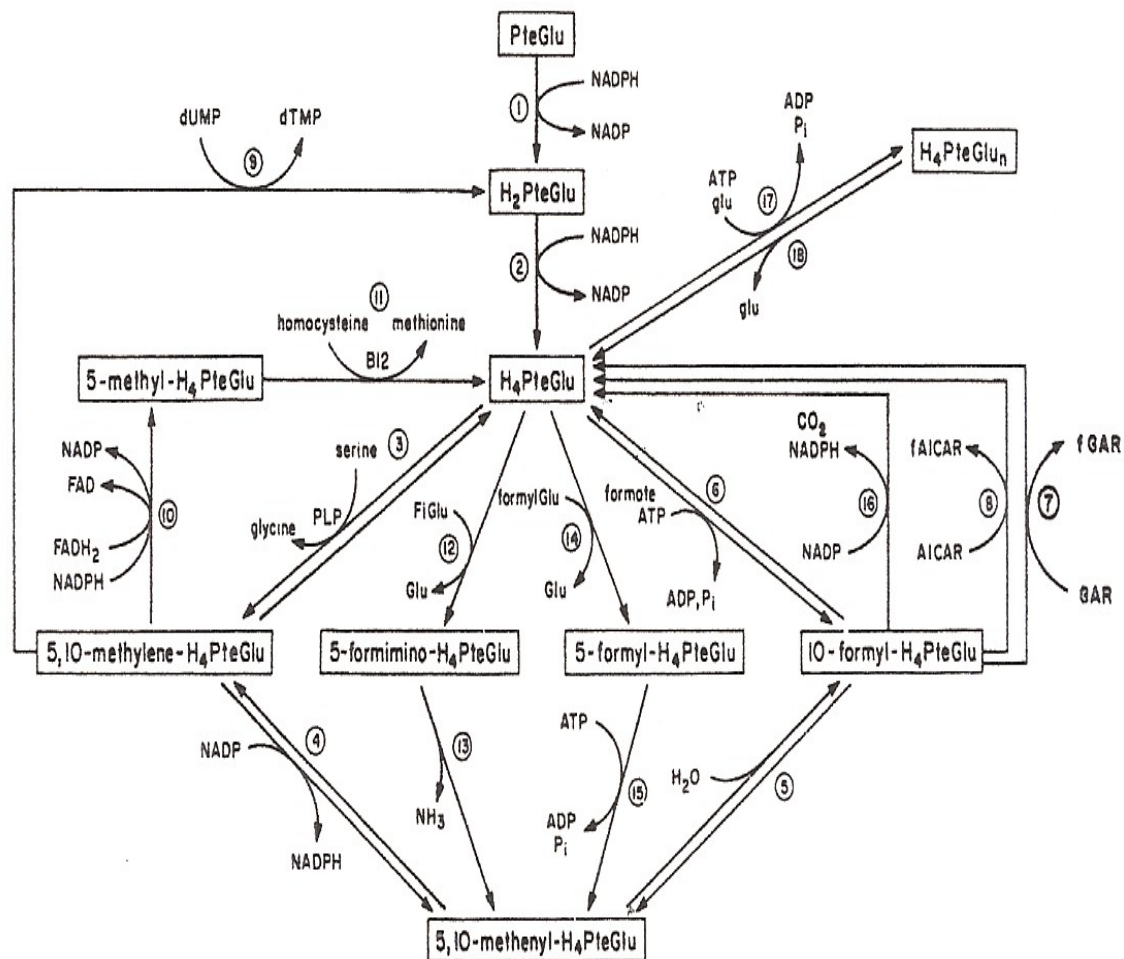 PteGlu
NADPH
①
NADP
dUMP
dTMP
⑨
ADP
Pi
H₄PteGluₙ
H₂PteGlu
ATP
glu
⑰
⑱
glu
NADPH
②
NADP
⑪
homocysteine methionine
B12
5-methyl-H₄PteGlu
H₄PteGlu
NADP
FAD
⑩
FADH₂
NADPH
serine
③
PLP
glycine
FiGlu
⑫
Glu
formylGlu
⑭
Glu
formate
ATP
⑥
ADP,Pi
CO₂
NADPH
⑯
NADP
fAICAR
⑧
AICAR
fGAR
⑦
GAR
5,10-methylene-H₄PteGlu
5-formimino-H₄PteGlu
5-formyl-H₄PteGlu
10-formyl-H₄PteGlu
NADP
④
NADPH
⑬
NH₃
ATP
⑮
ADP
Pi
H₂O
⑤
5,10-methenyl-H₄PteGlu